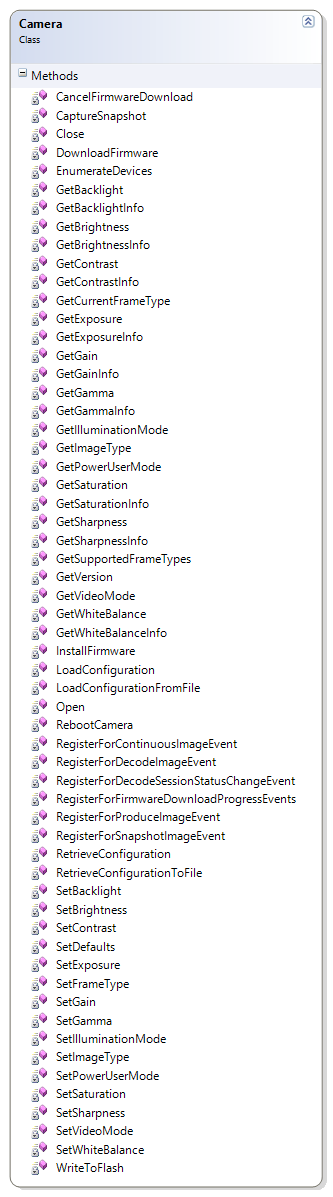 Camera
Class
Methods
CancelFirmwareDownload
CaptureSnapshot
Close
DownloadFirmware
EnumerateDevices
GetBacklight
GetBacklightInfo
GetBrightness
GetBrightnessInfo
GetContrast
GetContrastInfo
GetCurrentFrameType
GetExposure
GetExposureInfo
GetGain
GetGainInfo
GetGamma
GetGammaInfo
GetIlluminationMode
GetImageType
GetPowerUserMode
GetSaturation
GetSaturationInfo
GetSharpness
GetSharpnessInfo
GetSupportedFrameTypes
GetVersion
GetVideoMode
GetWhiteBalance
GetWhiteBalanceInfo
InstallFirmware
LoadConfiguration
LoadConfigurationFromFile
Open
RebootCamera
RegisterForContinuousImageEvent
RegisterForDecodeImageEvent
RegisterForDecodeSessionStatusChangeEvent
RegisterForFirmwareDownloadProgressEvents
RegisterForProduceImageEvent
RegisterForSnapshotImageEvent
RetrieveConfiguration
RetrieveConfigurationToFile
SetBacklight
SetBrightness
SetContrast
SetDefaults
SetExposure
SetFrameType
SetGain
SetGamma
SetIlluminationMode
SetImageType
SetPowerUserMode
SetSaturation
SetSharpness
SetVideoMode
SetWhiteBalance
WriteToFlash